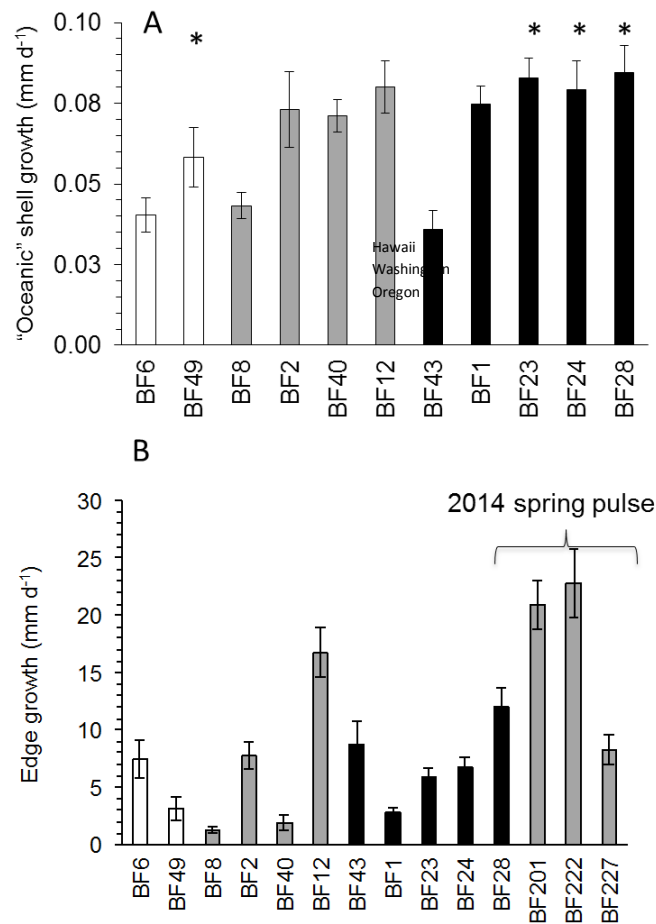 A
* * * *
"Oceanic" shell growth (mm d-1)
0.10
0.08
0.05
0.03
0.00
Hawaii
Washington
Oregon
BF6 BF49 BF8 BF2 BF40 BF12 BF43 BF1 BF23 BF24 BF28
B
2014 spring pulse
Edge growth (mm d-1)
30
25
20
15
10
5
0
BF6 BF49 BF8 BF2 BF40 BF12 BF43 BF1 BF23 BF24 BF28 BF201 BF222 BF227